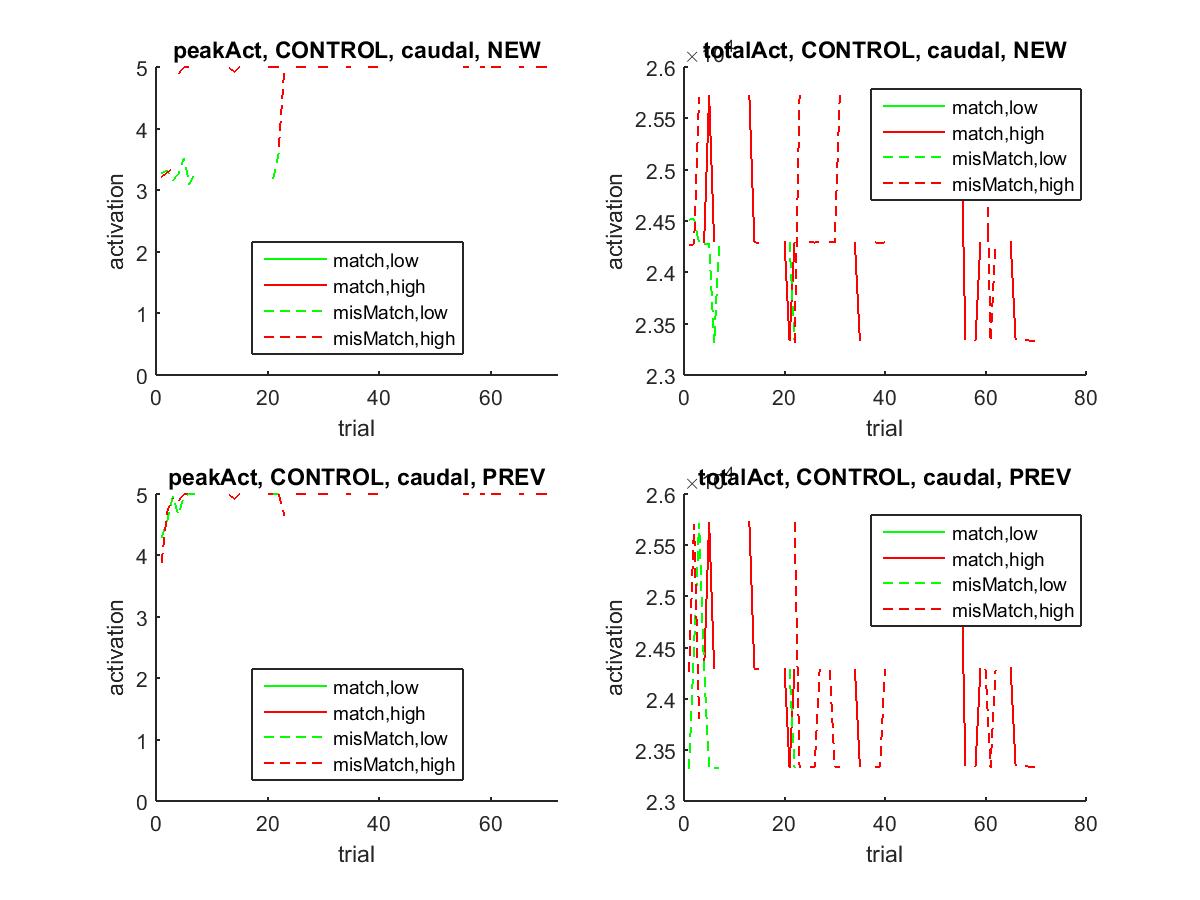 peakAct, CONTROL, caudal, NEW
5
4
3
2
1
0
activation
match,low
match,high
misMatch,low
misMatch,high
0 20 40 60
trial
totalAct, CONTROL, caudal, NEW
2.6
2.55
2.5
2.45
2.4
2.35
2.3
activation
match,low
match,high
misMatch,low
misMatch,high
0 20 40 60 80
trial
peakAct, CONTROL, caudal, PREV
5
4
3
2
1
0
activation
match,low
match,high
misMatch,low
misMatch,high
0 20 40 60
trial
totalAct, CONTROL, caudal, PREV
2.6
2.55
2.5
2.45
2.4
2.35
2.3
activation
match,low
match,high
misMatch,low
misMatch,high
0 20 40 60 80
trial